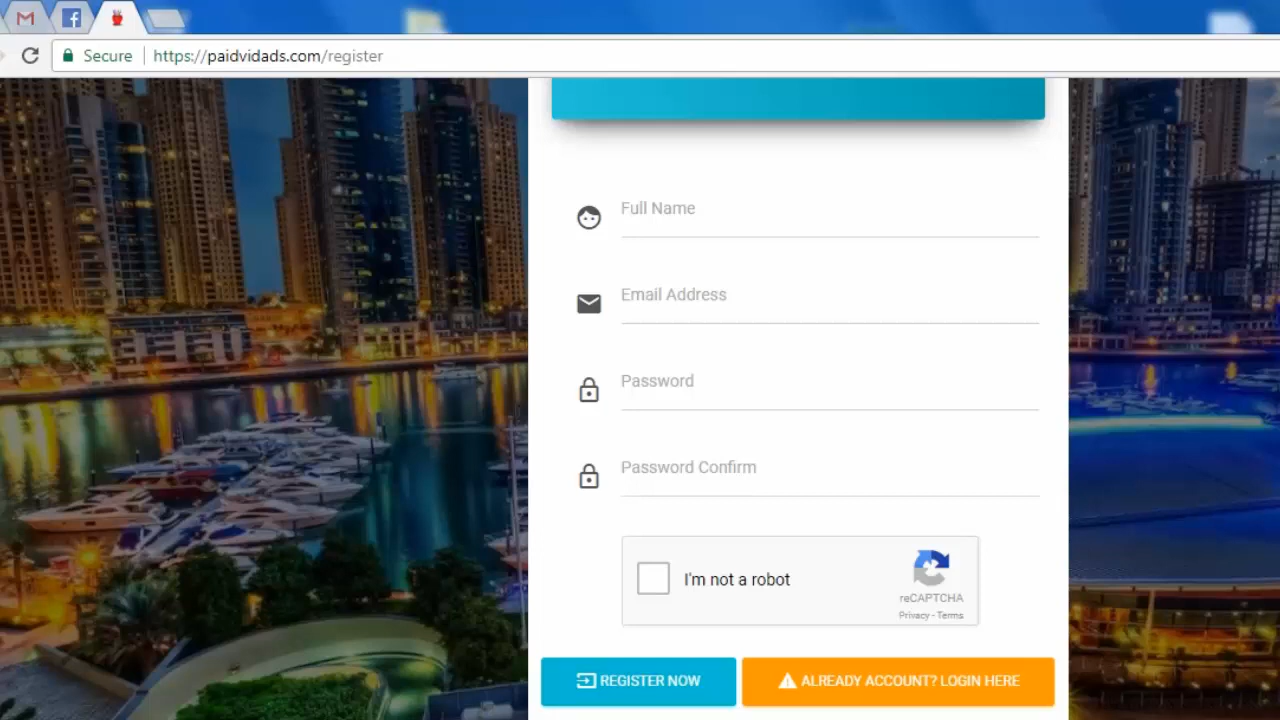 Secure https://paidvidads.com/register
Full Name
Email Address
Password
Password Confirm
I'm not a robot
reCAPTCHA
Privacy - Terms
REGISTER NOW
ALREADY ACCOUNT? LOGIN HERE